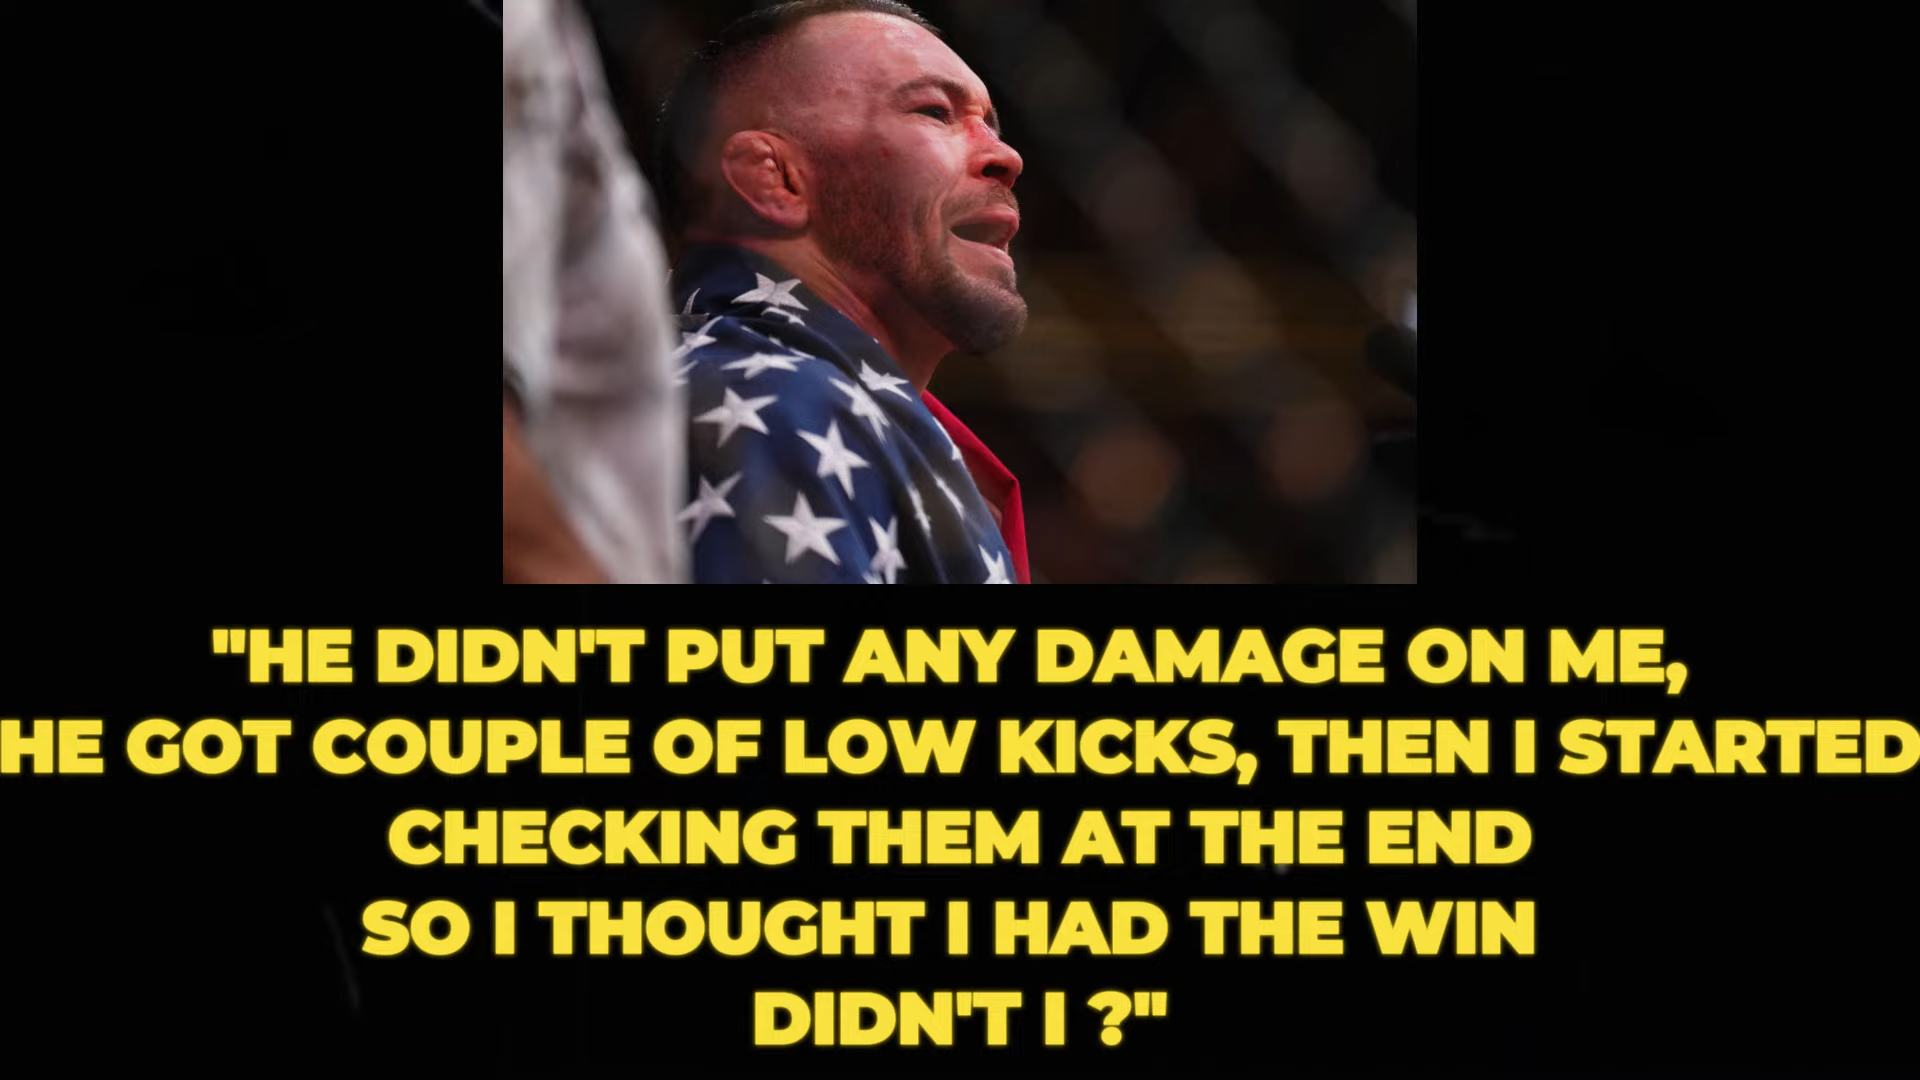 "HE DIDN'T PUT ANY DAMAGE ON ME,
HE GOT COUPLE OF LOW KICKS, THEN I STARTED
CHECKING THEM AT THE END
SO I THOUGHT I HAD THE WIN
DIDN'T I ?"